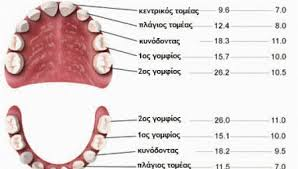 κεντρικός τομέας 9.6 7.0
πλάγιος τομέας 12.4 8.0
κυνόδοντας 18.3 11.0
1ος γομφίος 15.7 10.0
2ος γομφίος 26.2 10.5
2ος γομφίος 26.0 11.0
1ος γομφίος 15.1 10.0
κυνόδοντας 18.2 9.5
πλάγιος τομέας 11.5 7.0